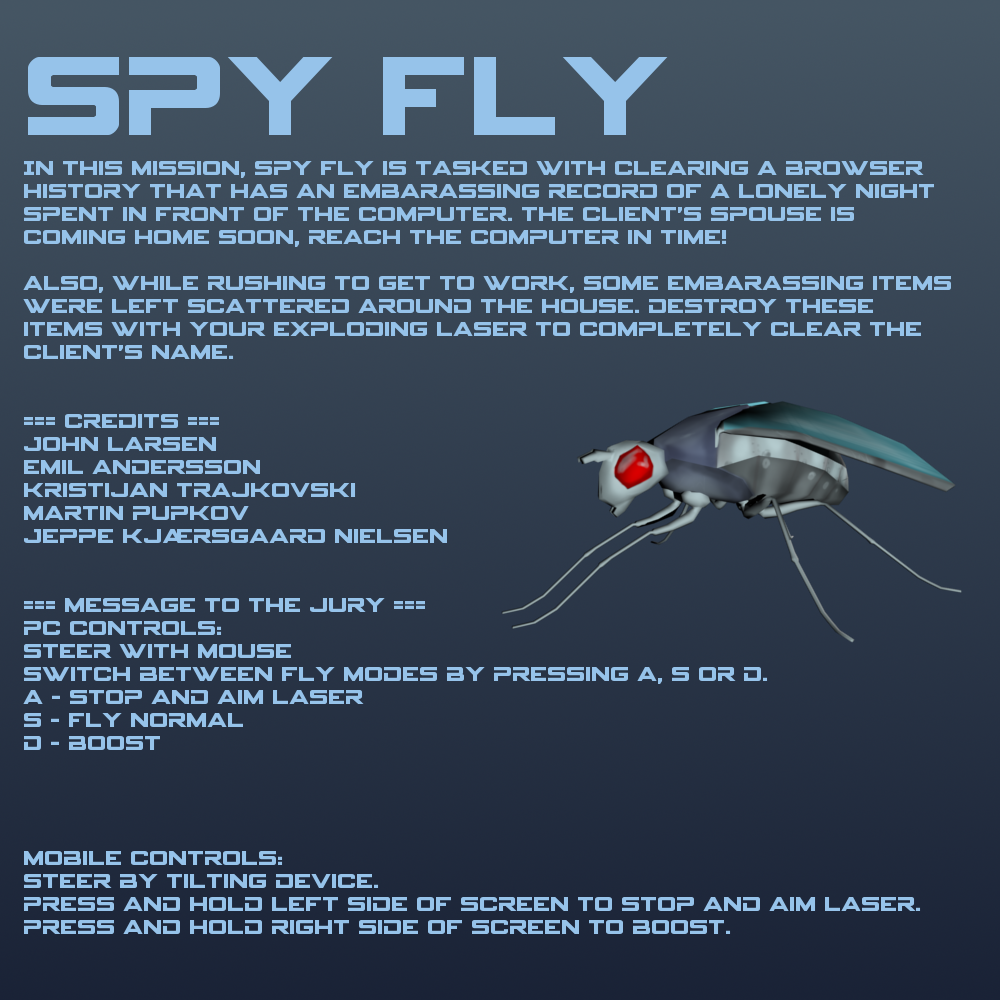 SPY FLY
IN THIS MISSION, SPY FLY IS TASKED WITH CLEARING A BROWSER
HISTORY THAT HAS AN EMBARASSING RECORD OF A LONELY NIGHT
SPENT IN FRONT OF THE COMPUTER. THE CLIENT'S SPOUSE IS
COMING HOME SOON, REACH THE COMPUTER IN TIME!
ALSO, WHILE RUSHING TO GET TO WORK, SOME EMBARASSING ITEMS
WERE LEFT SCATTERED AROUND THE HOUSE. DESTROY THESE
ITEMS WITH YOUR EXPLODING LASER TO COMPLETELY CLEAR THE
CLIENT'S NAME.
=== CREDITS ===
JOHN LARSEN
EMIL ANDERSSON
KRISTIJAN TRAJKOVSKI
MARTIN PUPKOV
JEPPE KJÆRSGAARD NIELSEN
=== MESSAGE TO THE JURY ===
PC CONTROLS:
STEER WITH MOUSE
SWITCH BETWEEN FLY MODES BY PRESSING A, S OR D.
A - STOP AND AIM LASER
S - FLY NORMAL
D - BOOST
MOBILE CONTROLS:
STEER BY TILTING DEVICE.
PRESS AND HOLD LEFT SIDE OF SCREEN TO STOP AND AIM LASER.
PRESS AND HOLD RIGHT SIDE OF SCREEN TO BOOST.